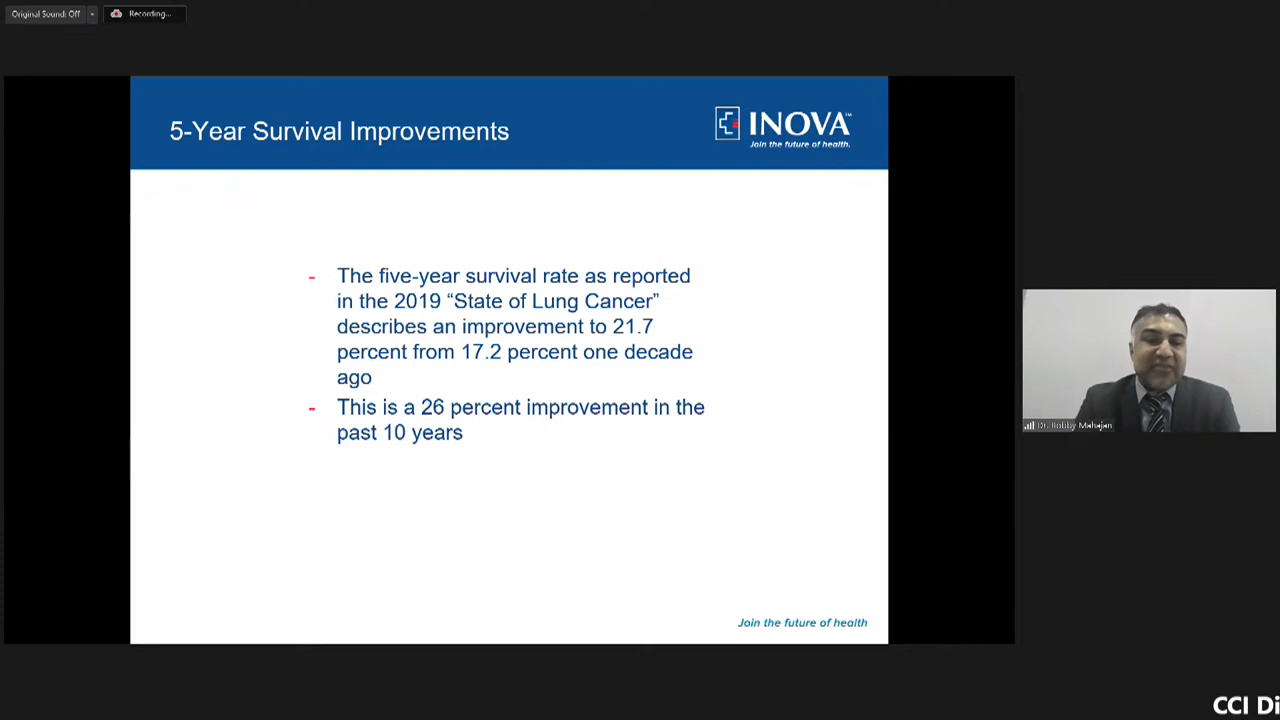 Original Sound: Off
Recording...
5-Year Survival Improvements
INOVA™
Join the future of health.
- The five-year survival rate as reported
in the 2019 “State of Lung Cancer”
describes an improvement to 21.7
percent from 17.2 percent one decade
ago
- This is a 26 percent improvement in the
past 10 years
Dr. Bobby Mahajan
Join the future of health
CCI Di